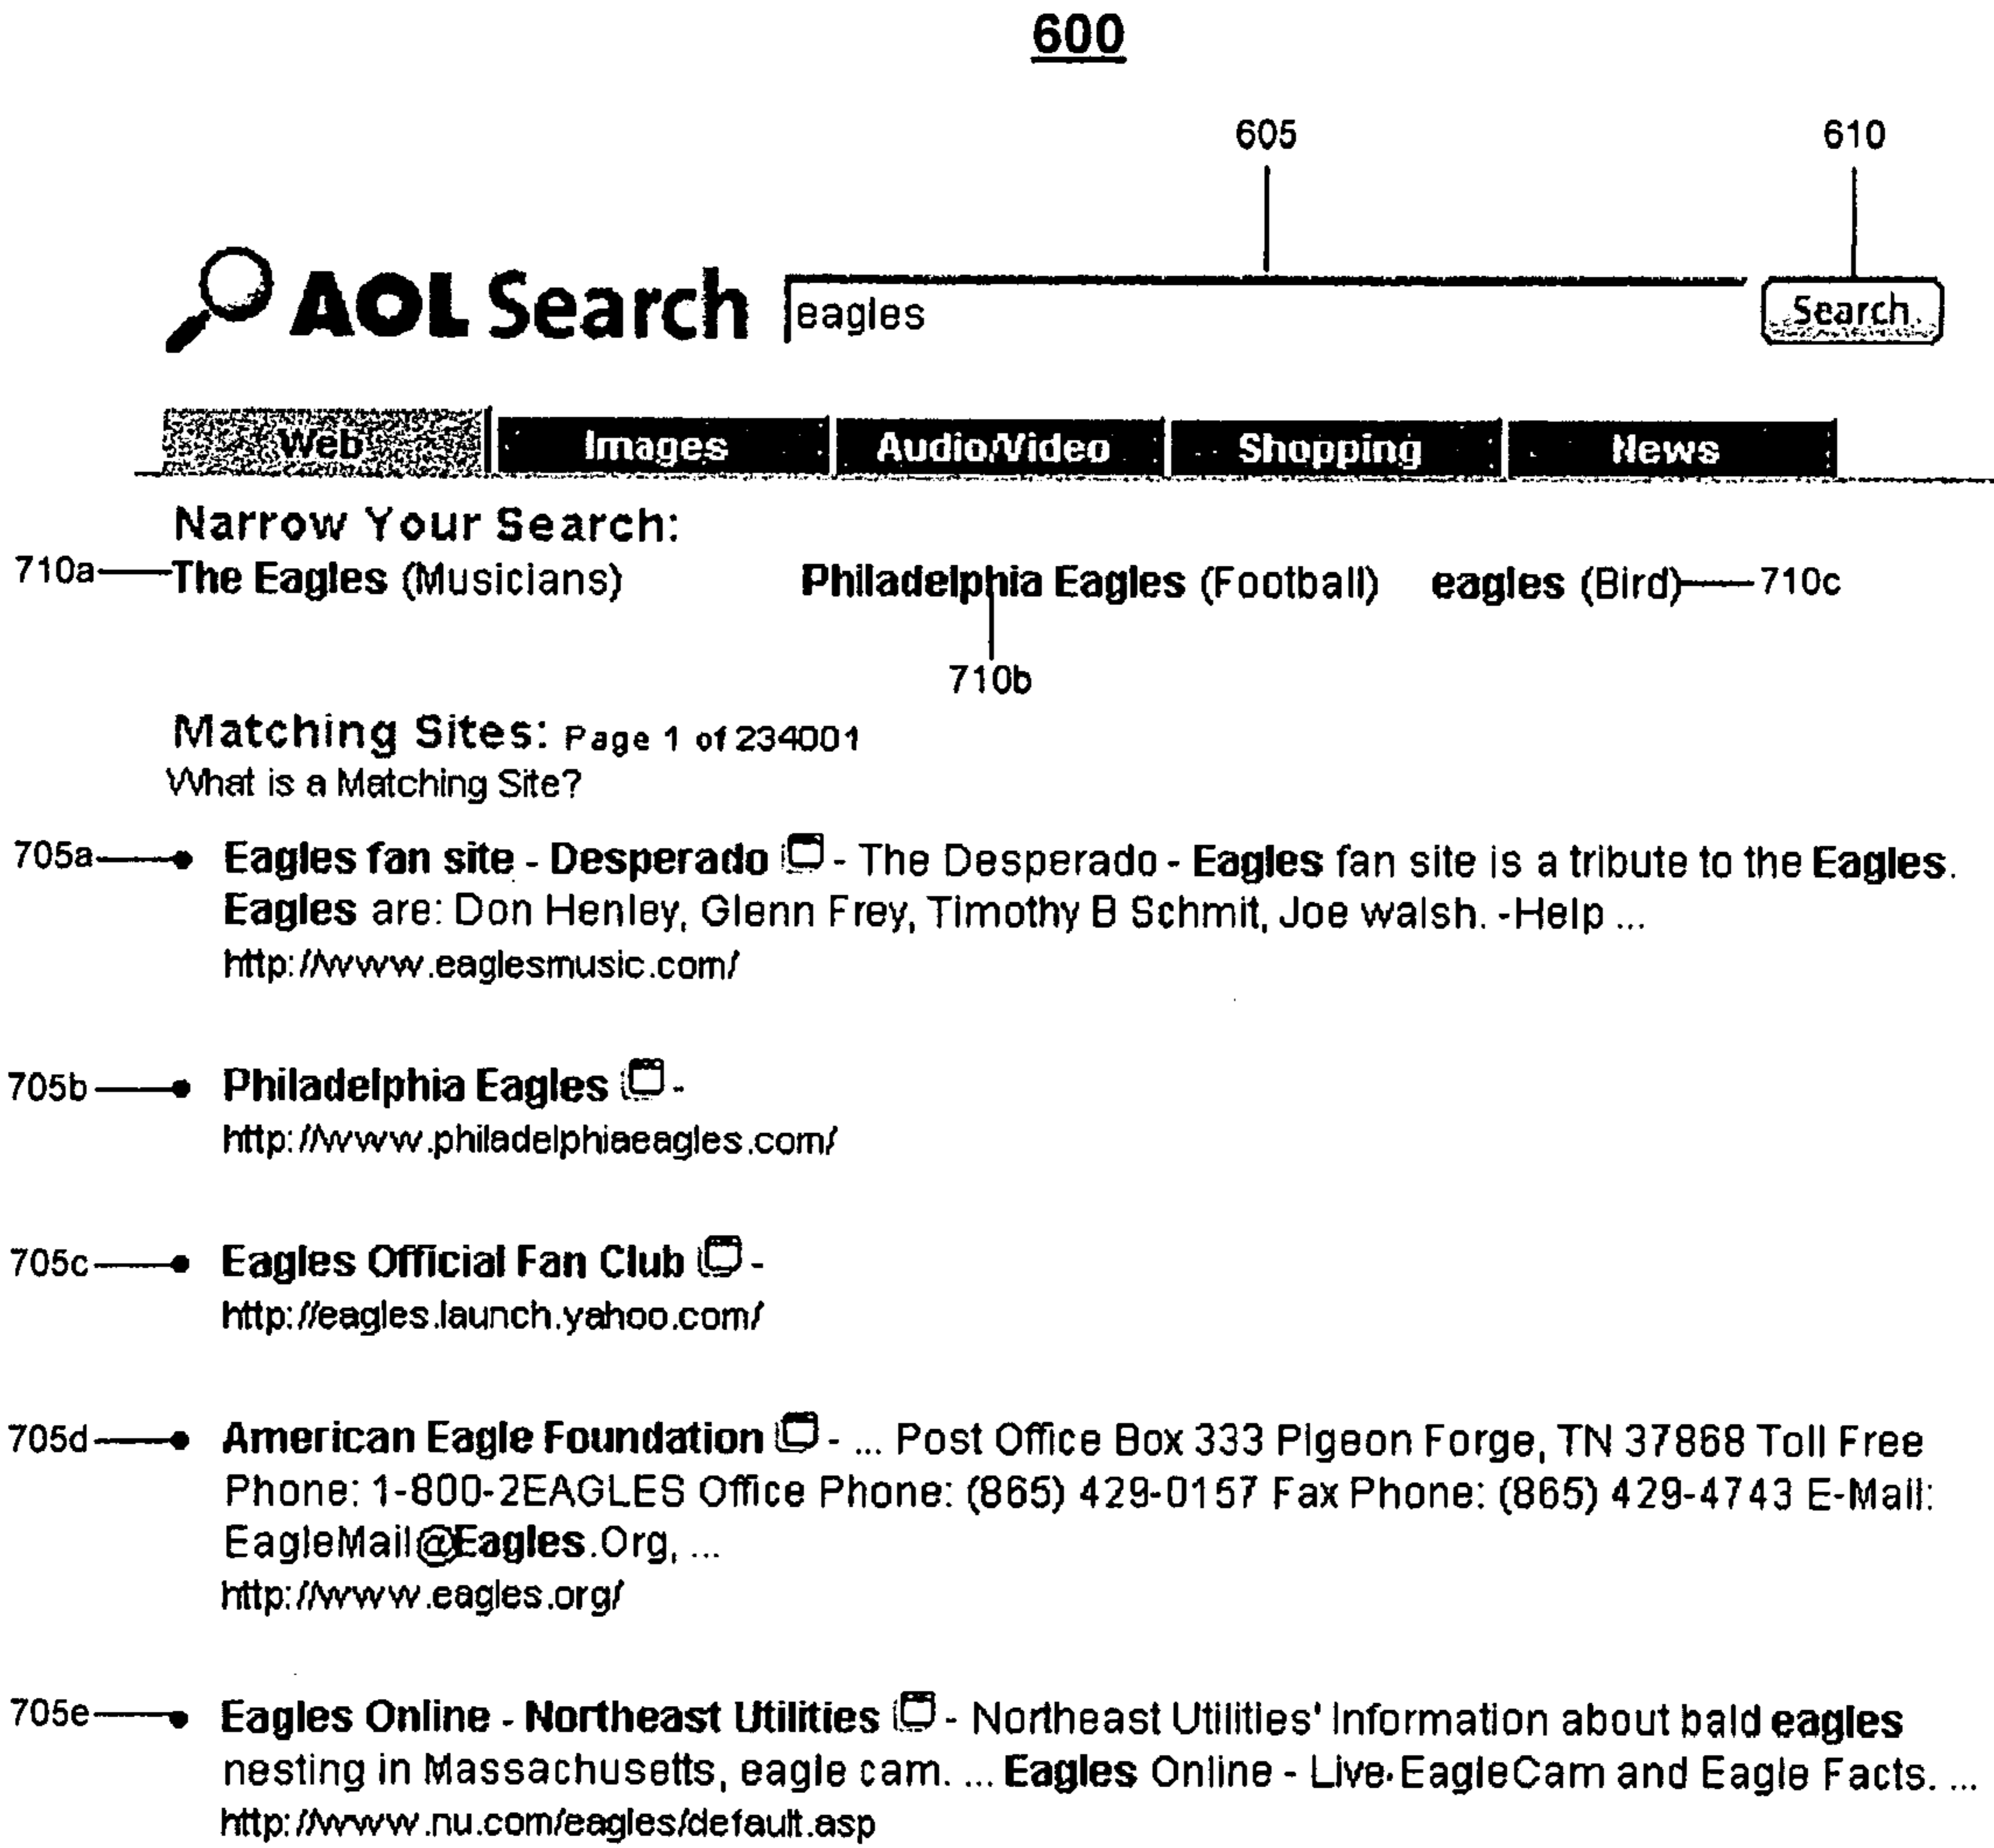 600
605 610
AOL Search eagles Search
Web Images Audio/Video Shopping News
Narrow Your Search:
710a The Eagles (Musicians) Philadelphia Eagles (Football) eagles (Bird) 710c
710b
Matching Sites: Page 1 of 234001
What is a Matching Site?
705a Eagles fan site - Desperado - The Desperado - Eagles fan site is a tribute to the Eagles.
Eagles are: Don Henley, Glenn Frey, Timothy B Schmit, Joe walsh. -Help ...
http://www.eaglesmusic.com/
705b Philadelphia Eagles -
http://www.philadelphiaeagles.com/
705c Eagles Official Fan Club -
http://eagles.launch.yahoo.com/
705d American Eagle Foundation - ... Post Office Box 333 Pigeon Forge, TN 37868 Toll Free
Phone: 1-800-2EAGLES Office Phone: (865) 429-0157 Fax Phone: (865) 429-4743 E-Mail:
EagleMail@Eagles.Org, ...
http://www.eagles.org/
705e Eagles Online - Northeast Utilities - Northeast Utilities' Information about bald eagles
nesting in Massachusetts, eagle cam. ... Eagles Online - Live EagleCam and Eagle Facts. ...
http://www.nu.com/eagles/default.asp